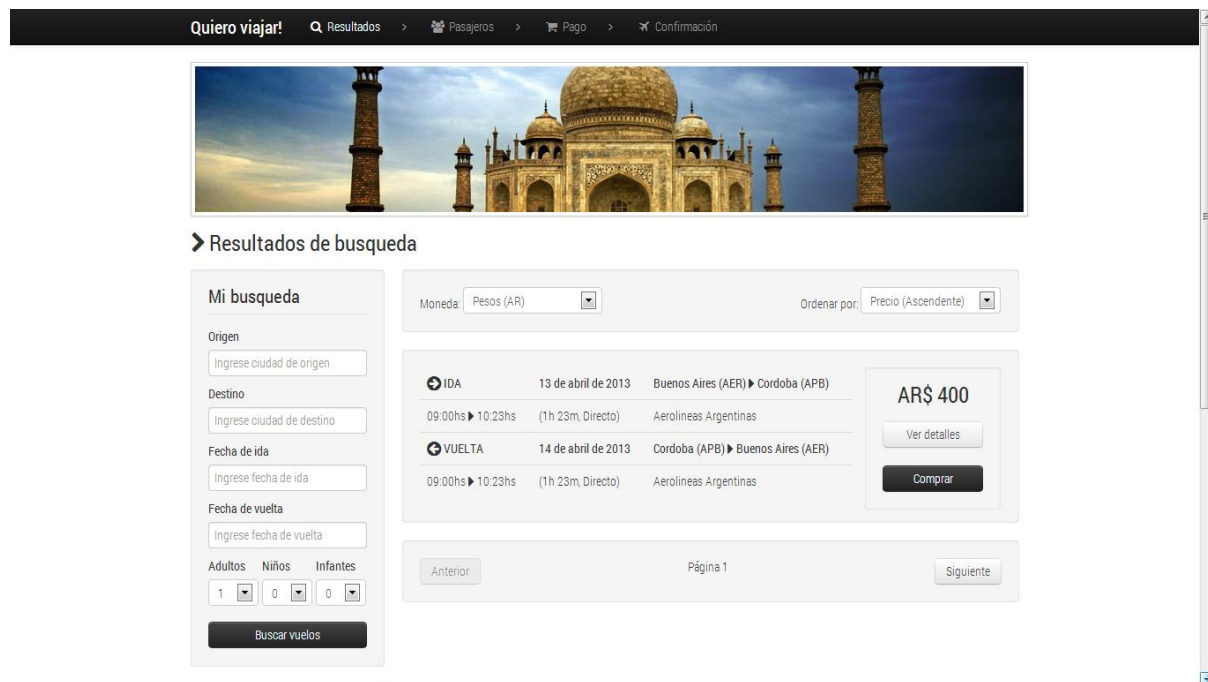 Quiero viajar! Resultados > Pasajeros > Pago > Confirmación
Resultados de busqueda
Mi busqueda
Origen
Ingrese ciudad de origen
Destino
Ingrese ciudad de destino
Fecha de ida
Ingrese fecha de ida
Fecha de vuelta
Ingrese fecha de vuelta
Adultos Niños Infantes
1 0 0
Buscar vuelos
Moneda: Pesos (AR) Ordenar por: Precio (Ascendente)
IDA 13 de abril de 2013 Buenos Aires (AER) Cordoba (APB)
09:00hs 10:23hs (1h 23m, Directo) Aerolineas Argentinas
VUELTA 14 de abril de 2013 Cordoba (APB) Buenos Aires (AER)
09:00hs 10:23hs (1h 23m, Directo) Aerolineas Argentinas
AR$ 400
Ver detalles
Comprar
Anterior Página 1 Siguiente